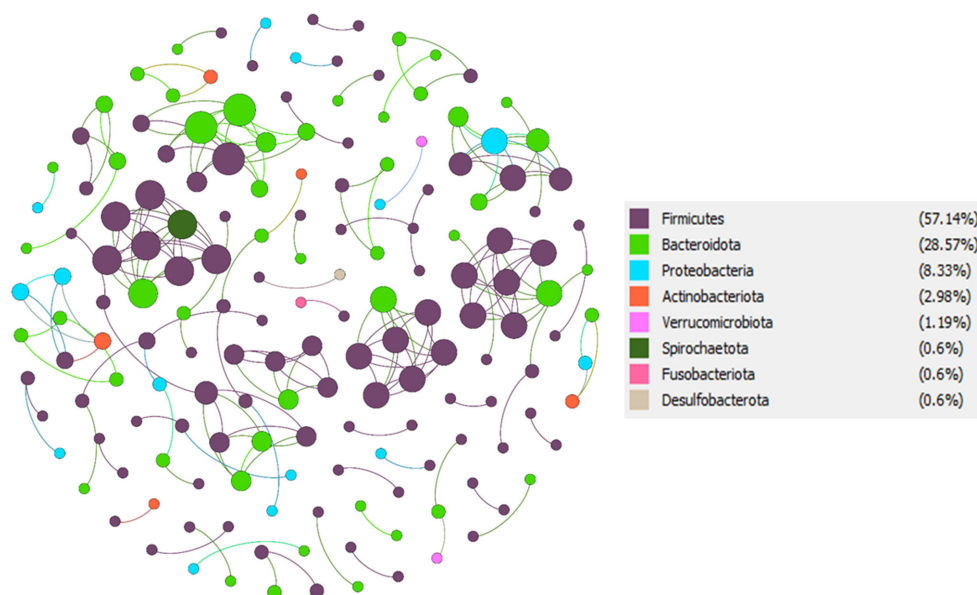 Firmicutes (57.14%)
Bacteroidota (28.57%)
Proteobacteria (8.33%)
Actinobacteriota (2.98%)
Verrucomicrobiota (1.19%)
Spirochaetota (0.6%)
Fusobacteriota (0.6%)
Desulfobacterota (0.6%)